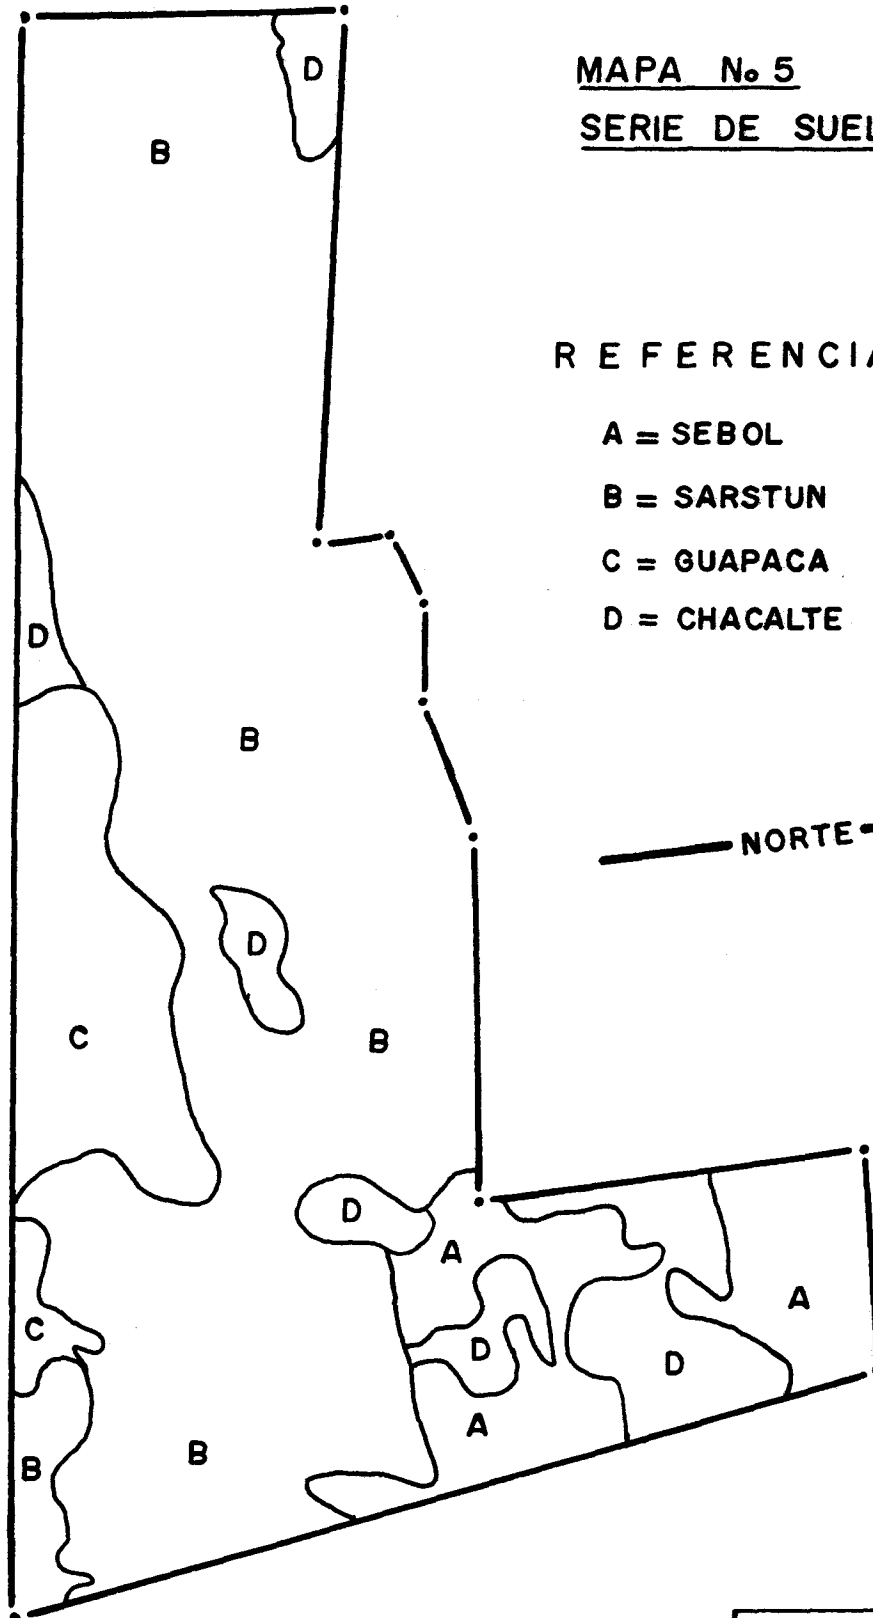 MAPA No 5
SERIE DE SUEL
REFERENCIA
A = SEBOL
B = SARSTUN
C = GUAPACA
D = CHACALTE
NORTE
D
B
D
B
D
C
B
D
A
A
C
D
D
A
B
B